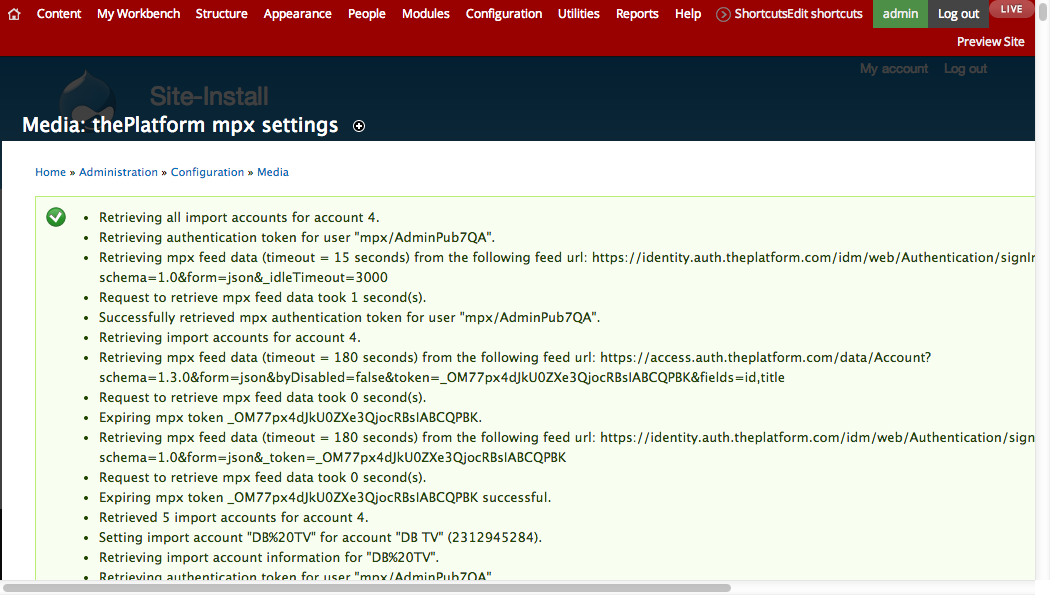 Content My Workbench Structure Appearance People Modules Configuration Utilities Reports Help ShortcutsEdit shortcuts admin Log out LIVE
Preview Site
My account Log out
Site-Install
Media: thePlatform mpx settings
Home » Administration » Configuration » Media
Retrieving all import accounts for account 4.
Retrieving authentication token for user "mpx/AdminPub7QA".
Retrieving mpx feed data (timeout = 15 seconds) from the following feed url: https://identity.auth.theplatform.com/idm/web/Authentication/signIn
schema=1.0&form=json&_idleTimeout=3000
Request to retrieve mpx feed data took 1 second(s).
Successfully retrieved mpx authentication token for user "mpx/AdminPub7QA".
Retrieving import accounts for account 4.
Retrieving mpx feed data (timeout = 180 seconds) from the following feed url: https://access.auth.theplatform.com/data/Account?
schema=1.3.0&form=json&byDisabled=false&token=_OM77px4dJkU0ZXe3QjocRBsIABCQPBK&fields=id,title
Request to retrieve mpx feed data took 0 second(s).
Expiring mpx token _OM77px4dJkU0ZXe3QjocRBsIABCQPBK.
Retrieving mpx feed data (timeout = 180 seconds) from the following feed url: https://identity.auth.theplatform.com/idm/web/Authentication/sign
schema=1.0&form=json&_token=_OM77px4dJkU0ZXe3QjocRBsIABCQPBK
Request to retrieve mpx feed data took 0 second(s).
Expiring mpx token _OM77px4dJkU0ZXe3QjocRBsIABCQPBK successful.
Retrieved 5 import accounts for account 4.
Setting import account "DB%20TV" for account "DB TV" (2312945284).
Retrieving import account information for "DB%20TV".
Retrieving authentication token for user "mpx/AdminPub7QA"